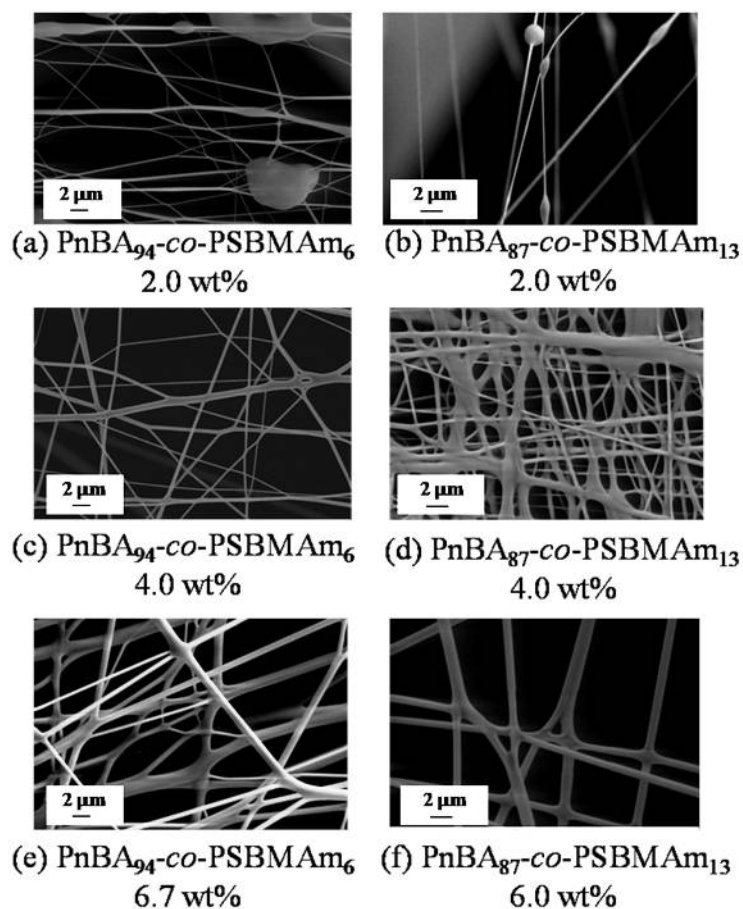 2 μm
2 μm
(a) PnBA₉₄-co-PSBMAm₆
2.0 wt%
(b) PnBA₈₇-co-PSBMAm₁₃
2.0 wt%
2 μm
2 μm
(c) PnBA₉₄-co-PSBMAm₆
4.0 wt%
(d) PnBA₈₇-co-PSBMAm₁₃
4.0 wt%
2 μm
2 μm
(e) PnBA₉₄-co-PSBMAm₆
6.7 wt%
(f) PnBA₈₇-co-PSBMAm₁₃
6.0 wt%